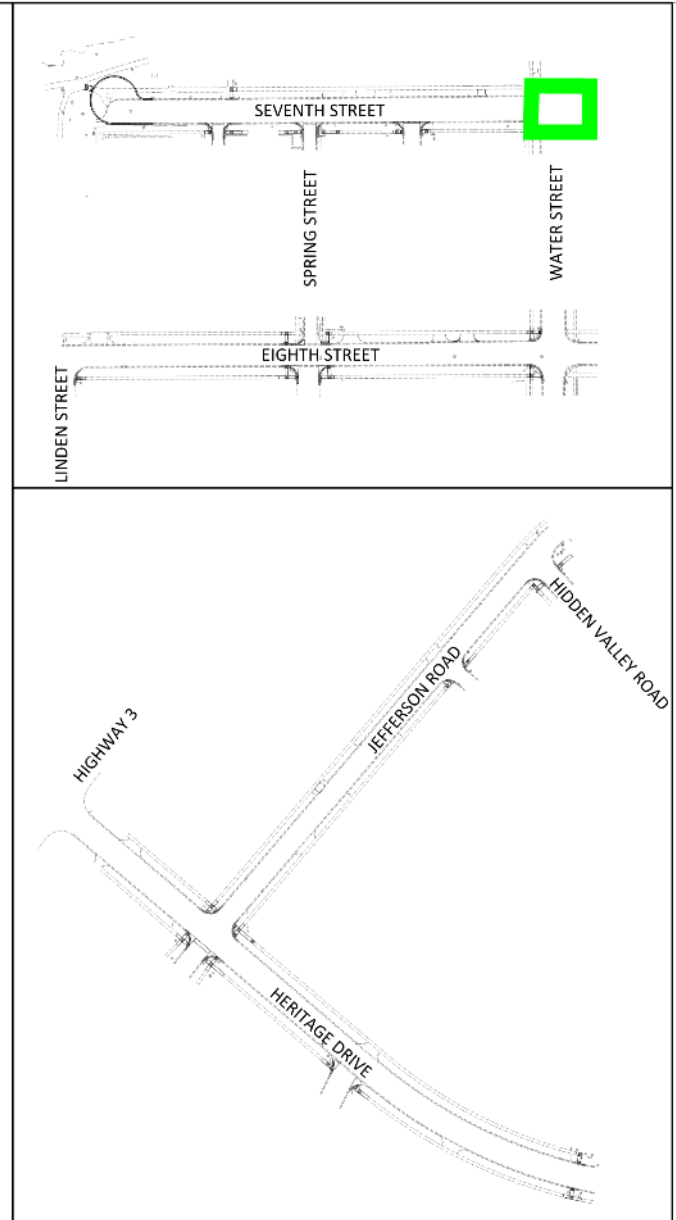 SEVENTH STREET
SPRING STREET
WATER STREET
EIGHTH STREET
LINDEN STREET
HIDDEN VALLEY ROAD
JEFFERSON ROAD
HIGHWAY 3
HERITAGE DRIVE